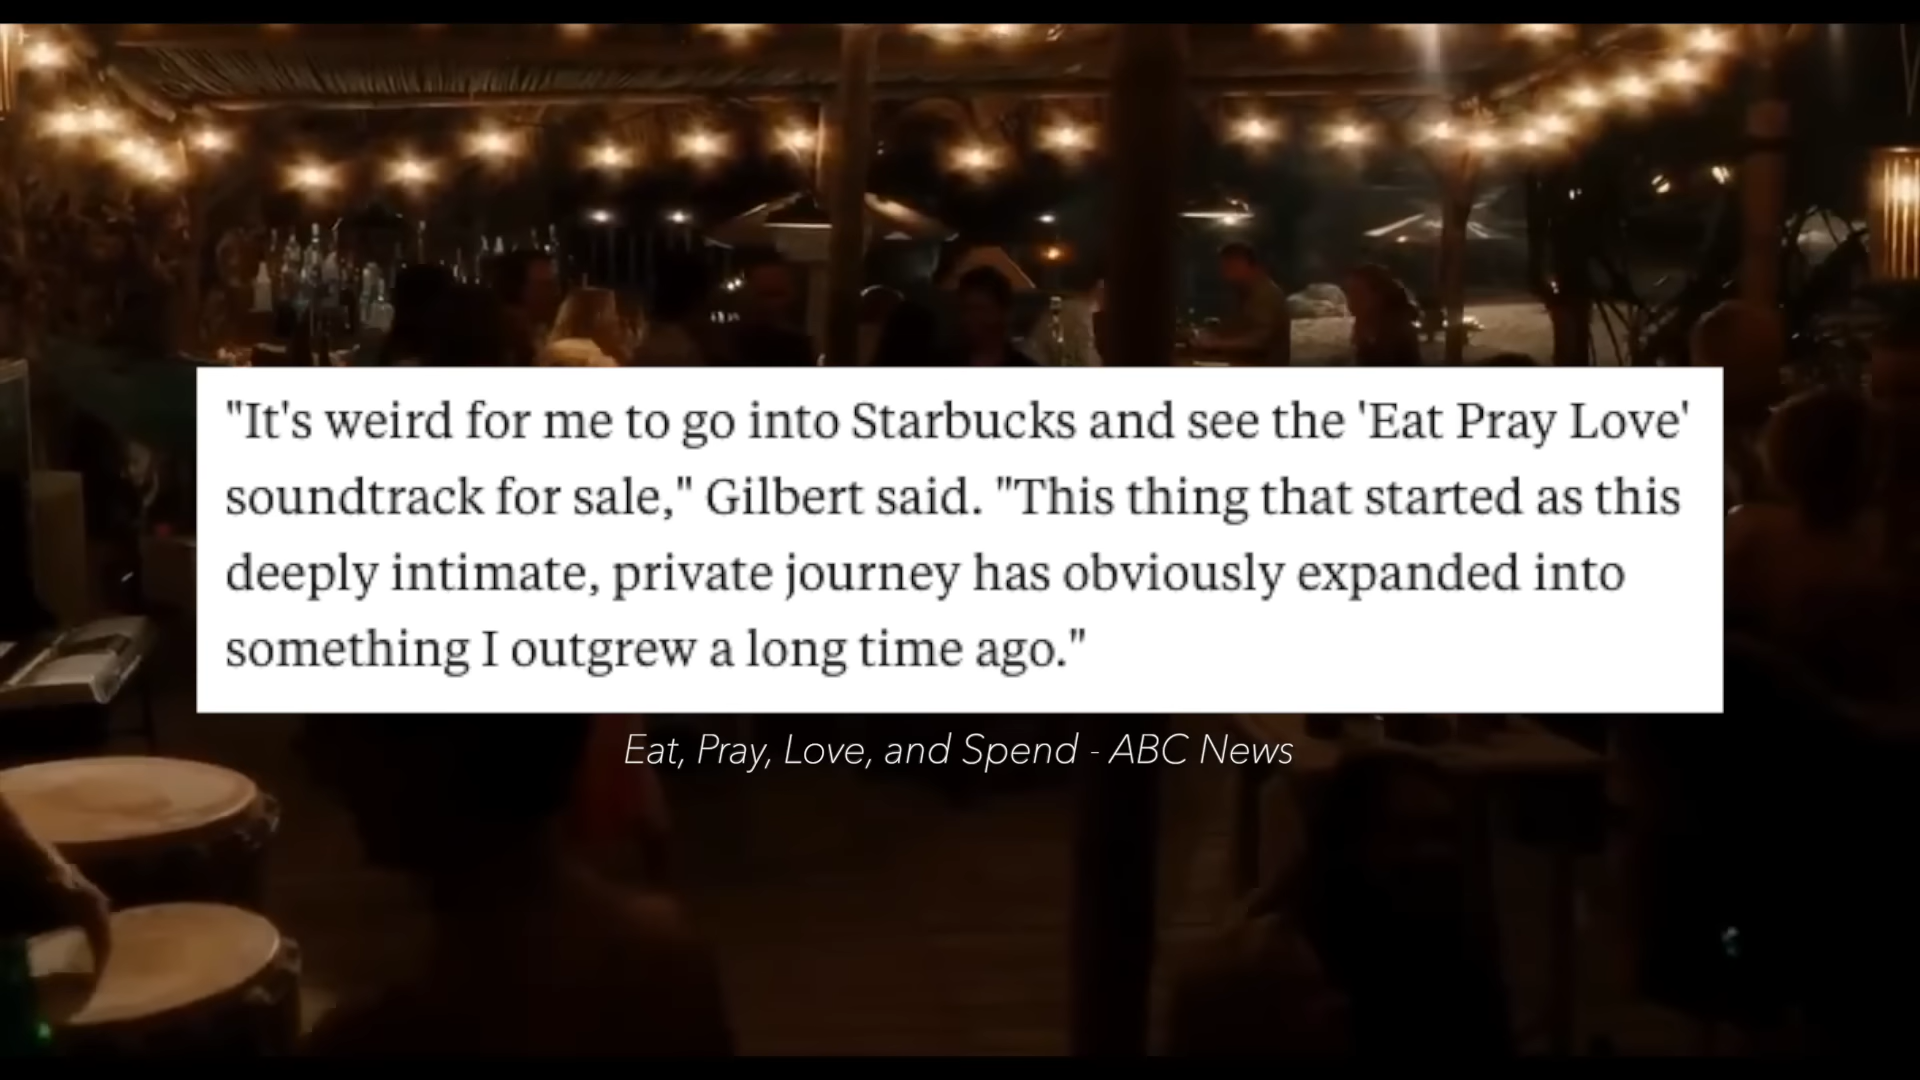 "It's weird for me to go into Starbucks and see the 'Eat Pray Love'
soundtrack for sale," Gilbert said. "This thing that started as this
deeply intimate, private journey has obviously expanded into
something I outgrew a long time ago."
Eat, Pray, Love, and Spend - ABC News